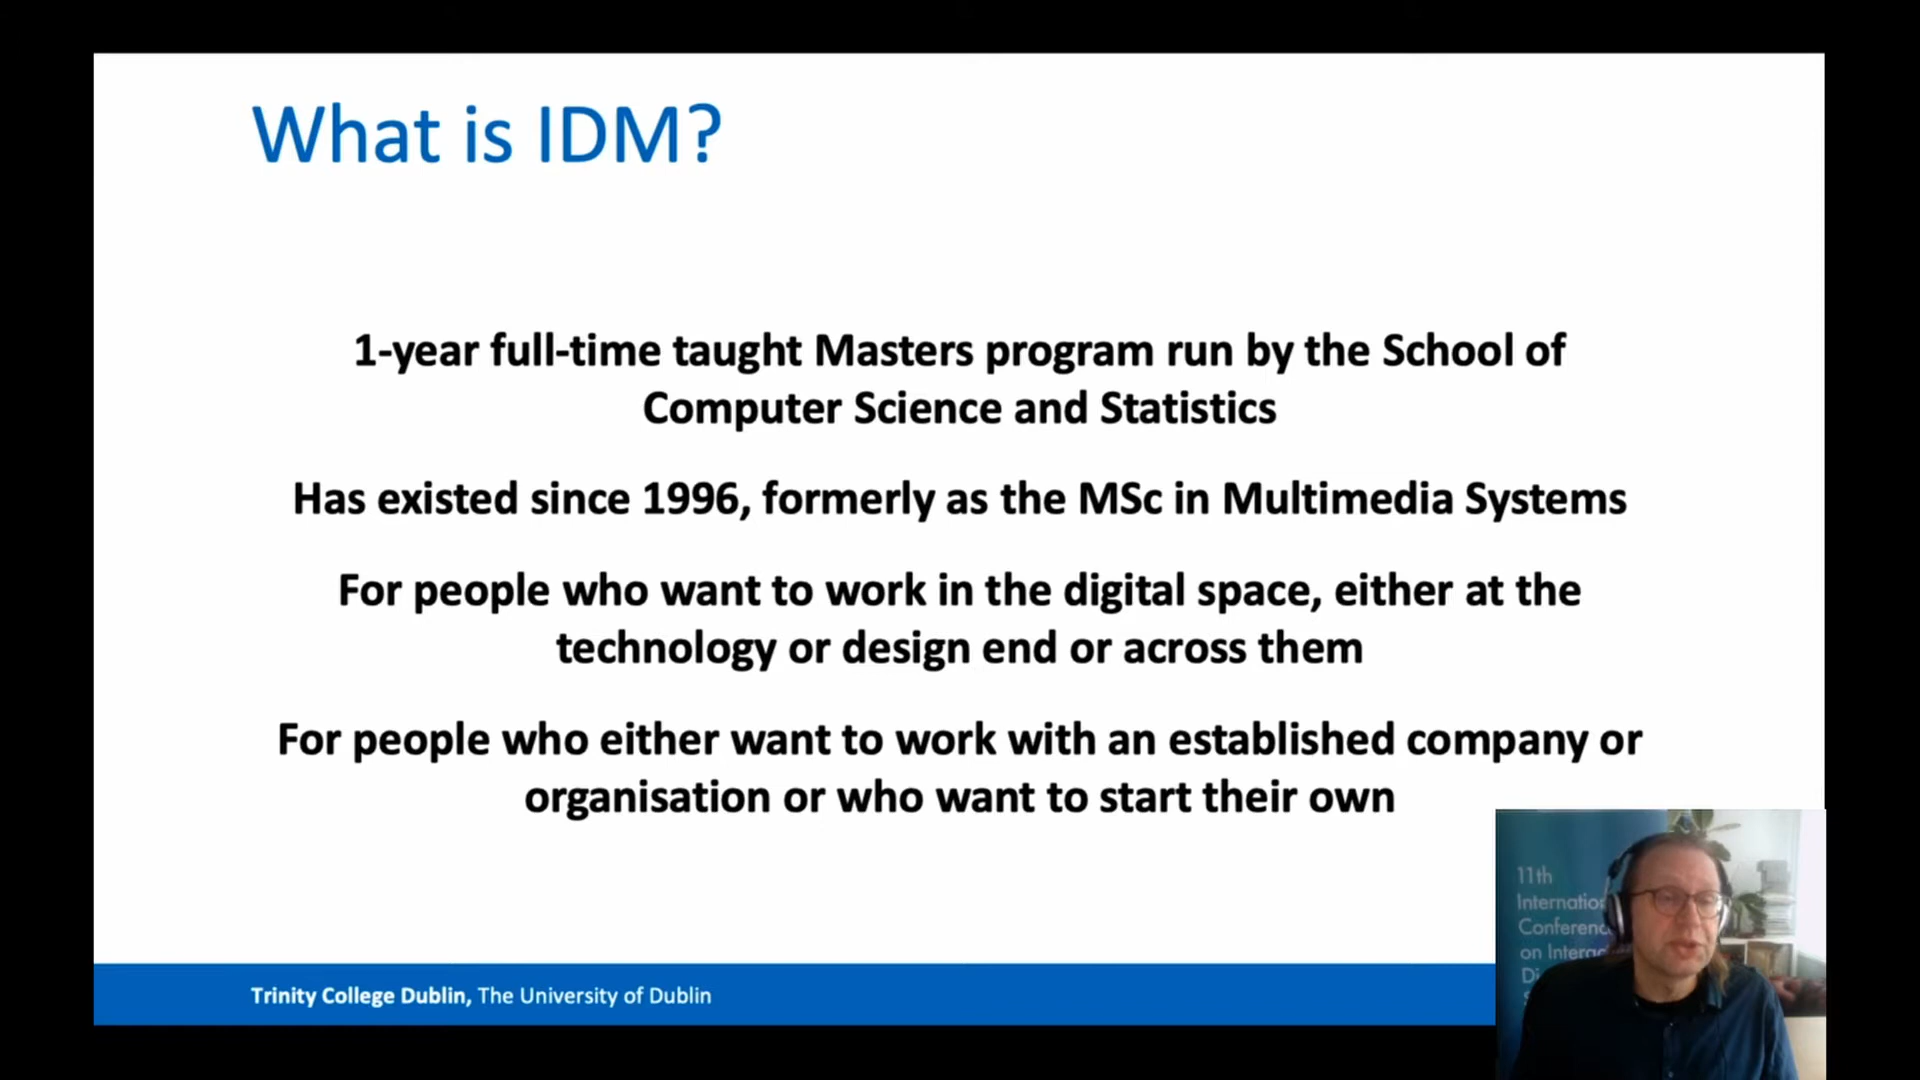 What is IDM?
1-year full-time taught Masters program run by the School of
Computer Science and Statistics
Has existed since 1996, formerly as the MSc in Multimedia Systems
For people who want to work in the digital space, either at the
technology or design end or across them
For people who either want to work with an established company or
organisation or who want to start their own
Trinity College Dublin, The University of Dublin
11th
Internatio
Conferenc
on Interac
Di
S